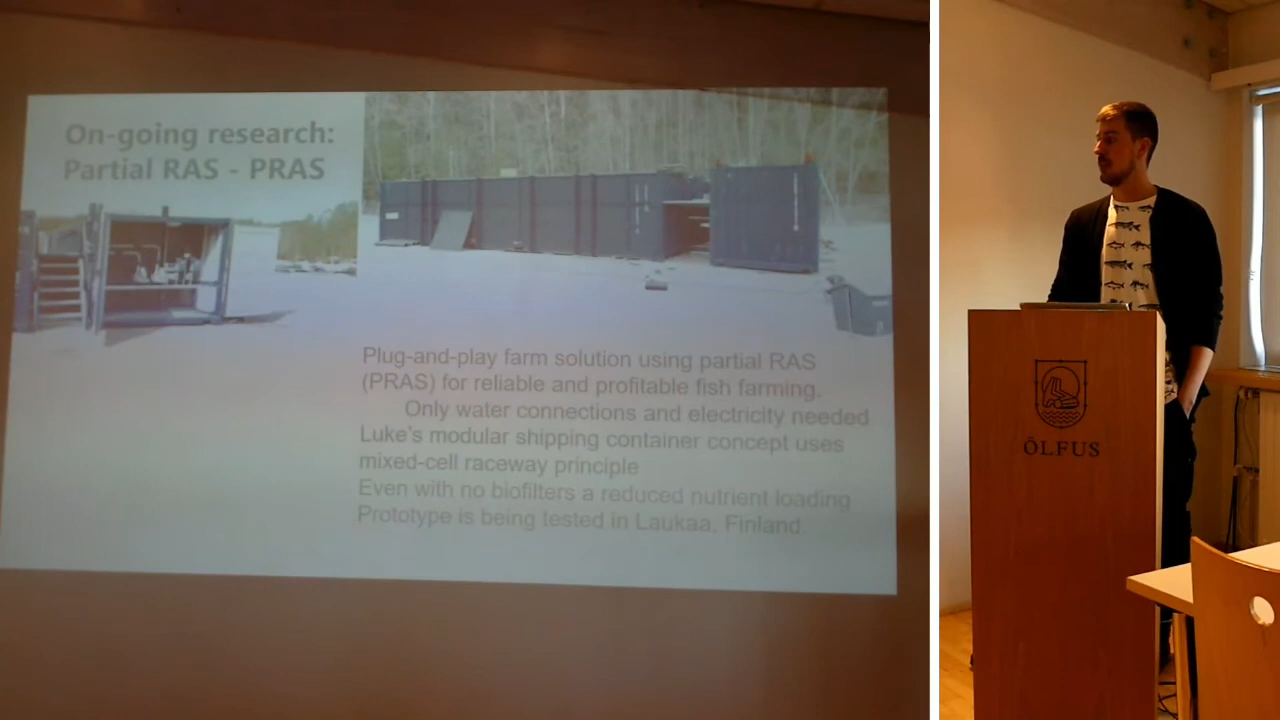 On-going research:
Partial RAS - PRAS
Plug-and-play farm solution using partial RAS
(PRAS) for reliable and profitable fish farming.
Only water connections and electricity needed
Luke's modular shipping container concept uses
mixed-cell raceway principle
Even with no biofilters a reduced nutrient loading
Prototype is being tested in Laukaa, Finland.
ÖLFUS